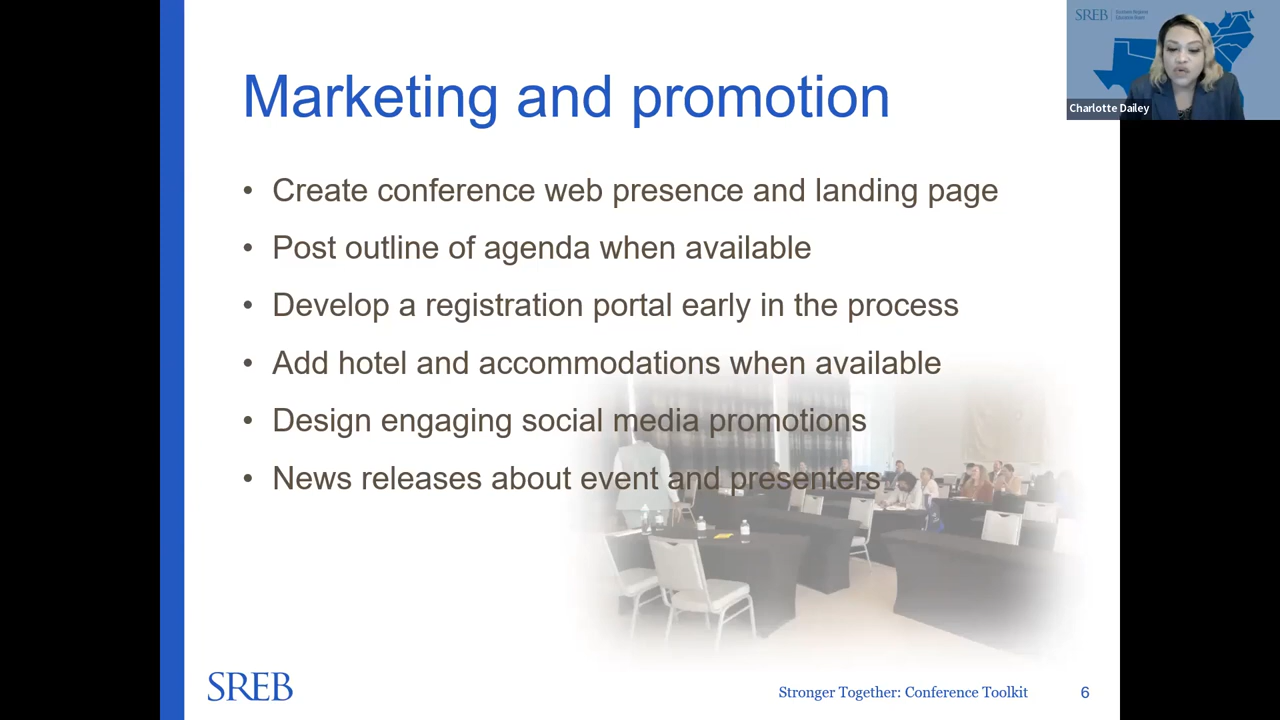 SREB
Charlotte Dailey
Marketing and promotion
• Create conference web presence and landing page
• Post outline of agenda when available
• Develop a registration portal early in the process
• Add hotel and accommodations when available
• Design engaging social media promotions
• News releases about event and presenters
SREB
Stronger Together: Conference Toolkit
6